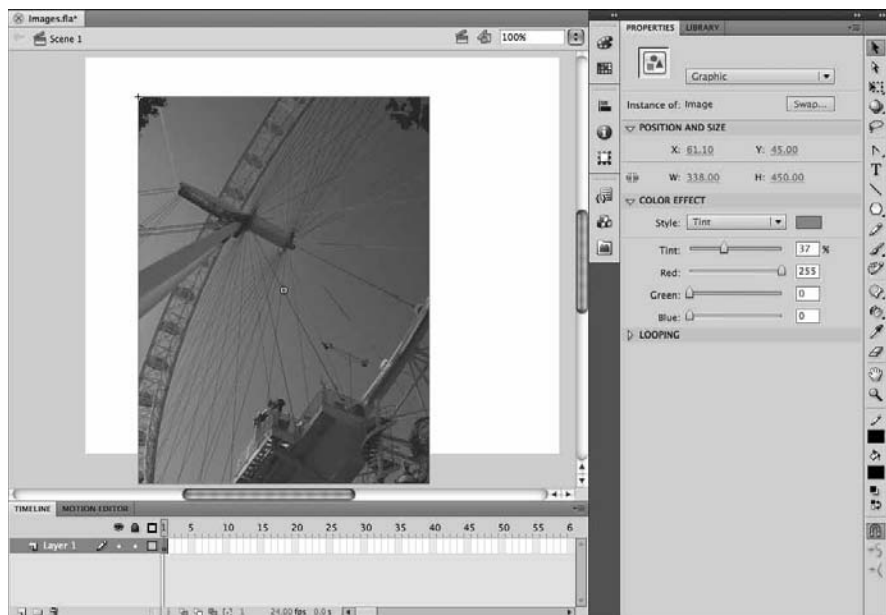 Images.fla*
Scene 1
100%
PROPERTIES LIBRARY
Graphic
Instance of: Image Swap...
POSITION AND SIZE
X: 61.10 Y: 45.00
W: 338.00 H: 450.00
COLOR EFFECT
Style: Tint
Tint: 37 %
Red: 255
Green: 0
Blue: 0
LOOPING
TIMELINE MOTION EDITOR
1 5 10 15 20 25 30 35 40 45 50 55 6
Layer 1
1 24.00 fps 0.0 s